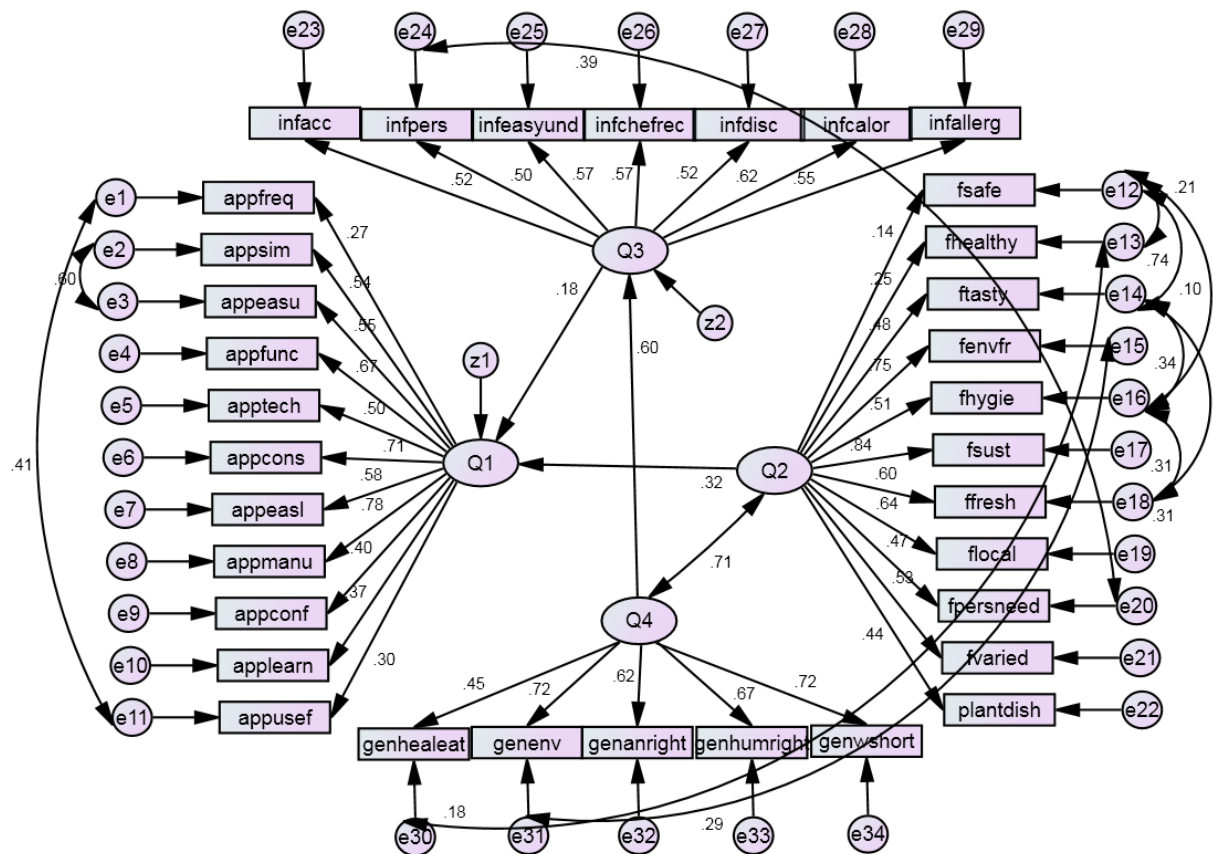 e23 e24 e25 e26 e27 e28 e29
.39
infacc infpers infeasyund infchefrec infdisc infcalor infallerg
.52 .50 .57 .57 .52 .62 .55
e1 appfreq
e2 appsim
e3 appeasu
e4 appfunc
e5 apptech
e6 appcons
e7 appeasl
e8 appmanu
e9 appconf
e10 applearn
e11 appusef
.60
.41
.27
.54
.55
.67
.50
.71
.58
.78
.40
.37
.30
Q3
.18
z2
.60
z1
Q1
.32
Q2
.71
Q4
fsafe e12
fhealthy e13
ftasty e14
fenvfr e15
fhygie e16
fsust e17
ffresh e18
flocal e19
fpersneed e20
fvaried e21
plantdish e22
.14
.25
.48
.75
.51
.84
.60
.64
.47
.53
.44
.21
.74
.10
.34
.31
.31
.45 .72 .62 .67 .72
genhealeat genenv genanright genhumright genwshort
.18 .29
e30 e31 e32 e33 e34